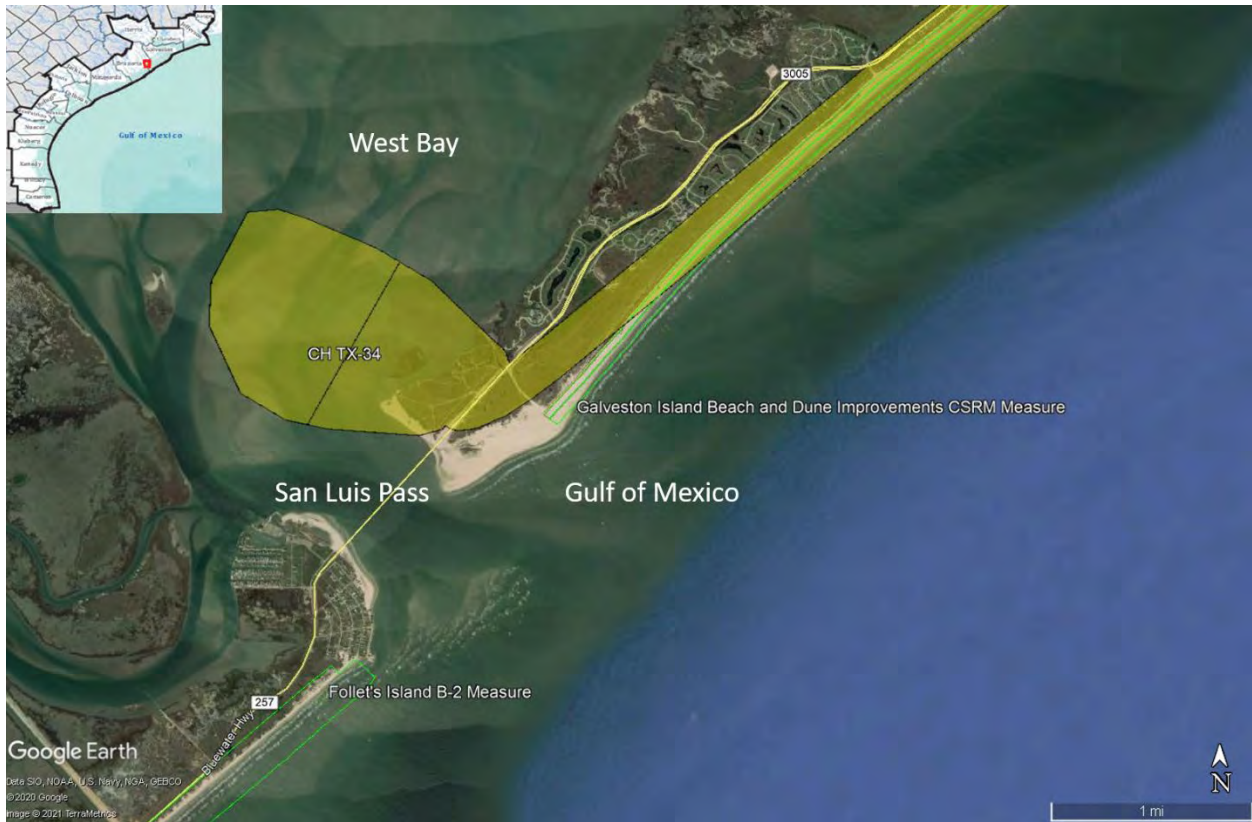 Gulf of Mexico
West Bay
3005
CH TX-34
Galveston Island Beach and Dune Improvements CSRM Measure
San Luis Pass
Gulf of Mexico
Follet's Island B-2 Measure
257
Bluewater Hwy
Google Earth
Data SIO, NOAA, U.S. Navy, NGA, GEBCO
©2020 Google
Image © 2021 TerraMetrics
N
1 mi